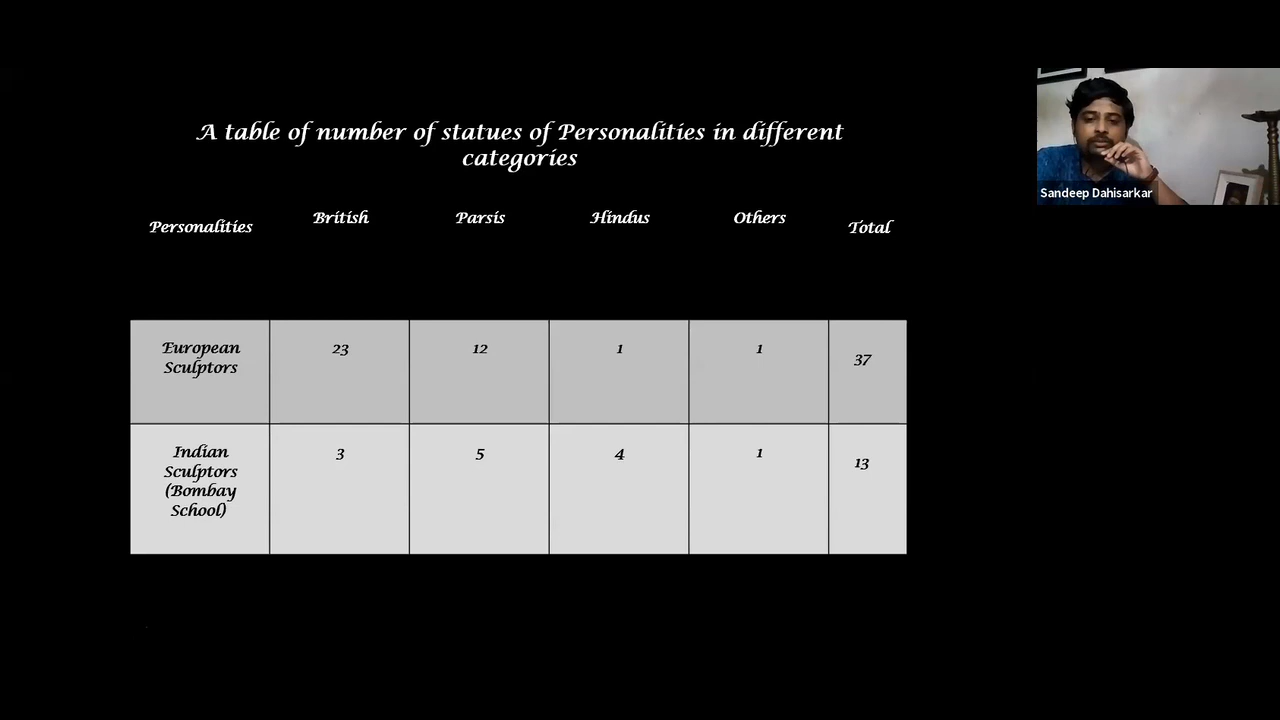 A table of number of statues of Personalities in different
categories
Personalities British Parsis Hindus Others Total
European
Sculptors
23 12 1 1 37
Indian
Sculptors
(Bombay
School)
3 5 4 1 13
Sandeep Dahisarkar